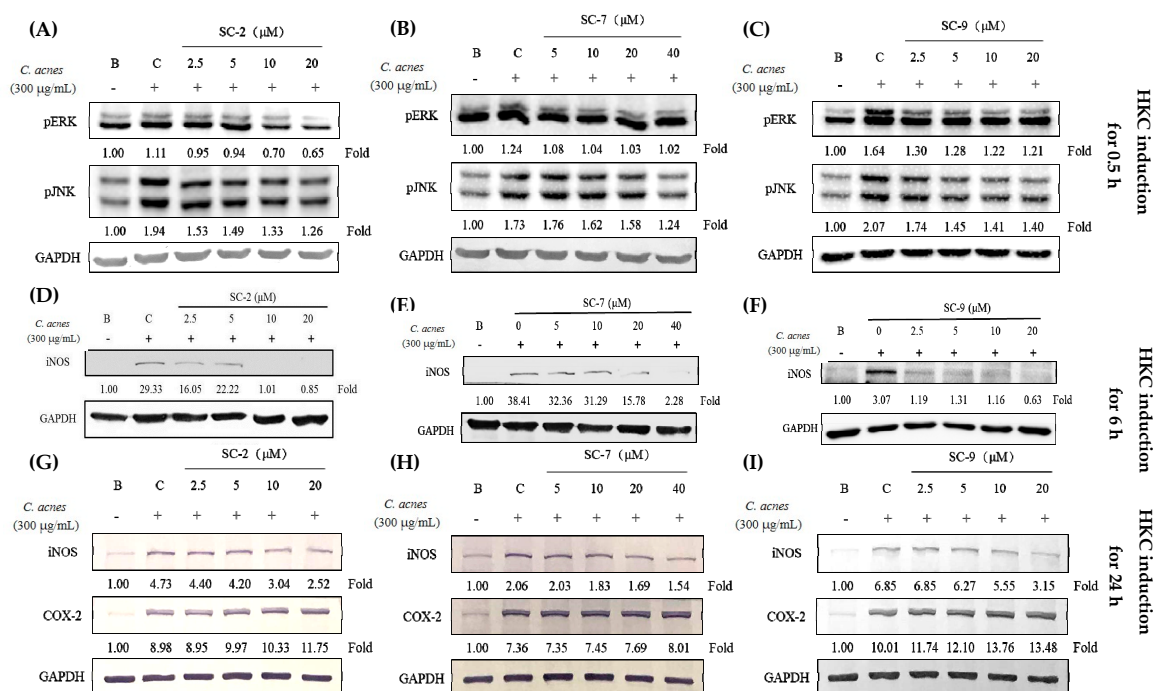 (A)
SC-2 (μM)
C. acnes B C 2.5 5 10 20
(300 μg/mL) - + + + + +
pERK
1.00 1.11 0.95 0.94 0.70 0.65 Fold
pJNK
1.00 1.94 1.53 1.49 1.33 1.26 Fold
GAPDH
(B)
SC-7 (μM)
C. acnes B C 5 10 20 40
(300 μg/mL) - + + + + +
pERK
1.00 1.24 1.08 1.04 1.03 1.02 Fold
pJNK
1.00 1.73 1.76 1.62 1.58 1.24 Fold
GAPDH
(C)
SC-9 (μM)
C. acnes B C 2.5 5 10 20
(300 μg/mL) - + + + + +
pERK
1.00 1.64 1.30 1.28 1.22 1.21 Fold
pJNK
1.00 2.07 1.74 1.45 1.41 1.40 Fold
GAPDH
HKC induction
for 0.5 h
(D)
SC-2 (μM)
C. acnes B C 2.5 5 10 20
(300 μg/mL) - + + + + +
iNOS
1.00 29.33 16.05 22.22 1.01 0.85 Fold
GAPDH
(E)
SC-7 (μM)
C. acnes B 0 5 10 20 40
(300 μg/mL) - + + + + +
iNOS
1.00 38.41 32.36 31.29 15.78 2.28 Fold
GAPDH
(F)
SC-9 (μM)
C. acnes B 0 2.5 5 10 20
(300 μg/mL) - + + + + +
iNOS
1.00 3.07 1.19 1.31 1.16 0.63 Fold
GAPDH
HKC induction
for 6 h
(G)
SC-2 (μM)
C. acnes B C 2.5 5 10 20
(300 μg/mL) - + + + + +
iNOS
1.00 4.73 4.40 4.20 3.04 2.52 Fold
COX-2
1.00 8.98 8.95 9.97 10.33 11.75 Fold
GAPDH
(H)
SC-7 (μM)
C. acnes B C 5 10 20 40
(300 μg/mL) - + + + + +
iNOS
1.00 2.06 2.03 1.83 1.69 1.54 Fold
COX-2
1.00 7.36 7.35 7.45 7.69 8.01 Fold
GAPDH
(I)
SC-9 (μM)
C. acnes B C 2.5 5 10 20
(300 μg/mL) - + + + + +
iNOS
1.00 6.85 6.85 6.27 5.55 3.15 Fold
COX-2
1.00 10.01 11.74 12.10 13.76 13.48 Fold
GAPDH
HKC induction
for 24 h